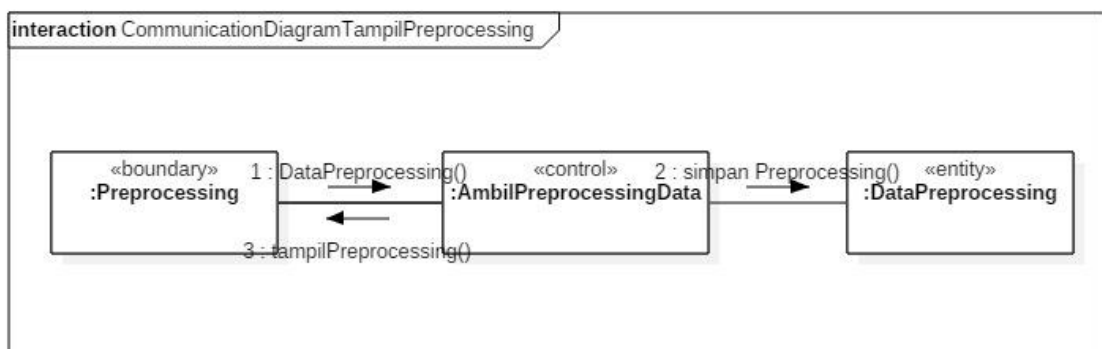 interaction CommunicationDiagramTampilPreprocessing
«boundary»
:Preprocessing
1 : DataPreprocessing()
3 : tampilPreprocessing()
«control»
:AmbilPreprocessingData
2 : simpan Preprocessing()
«entity»
:DataPreprocessing